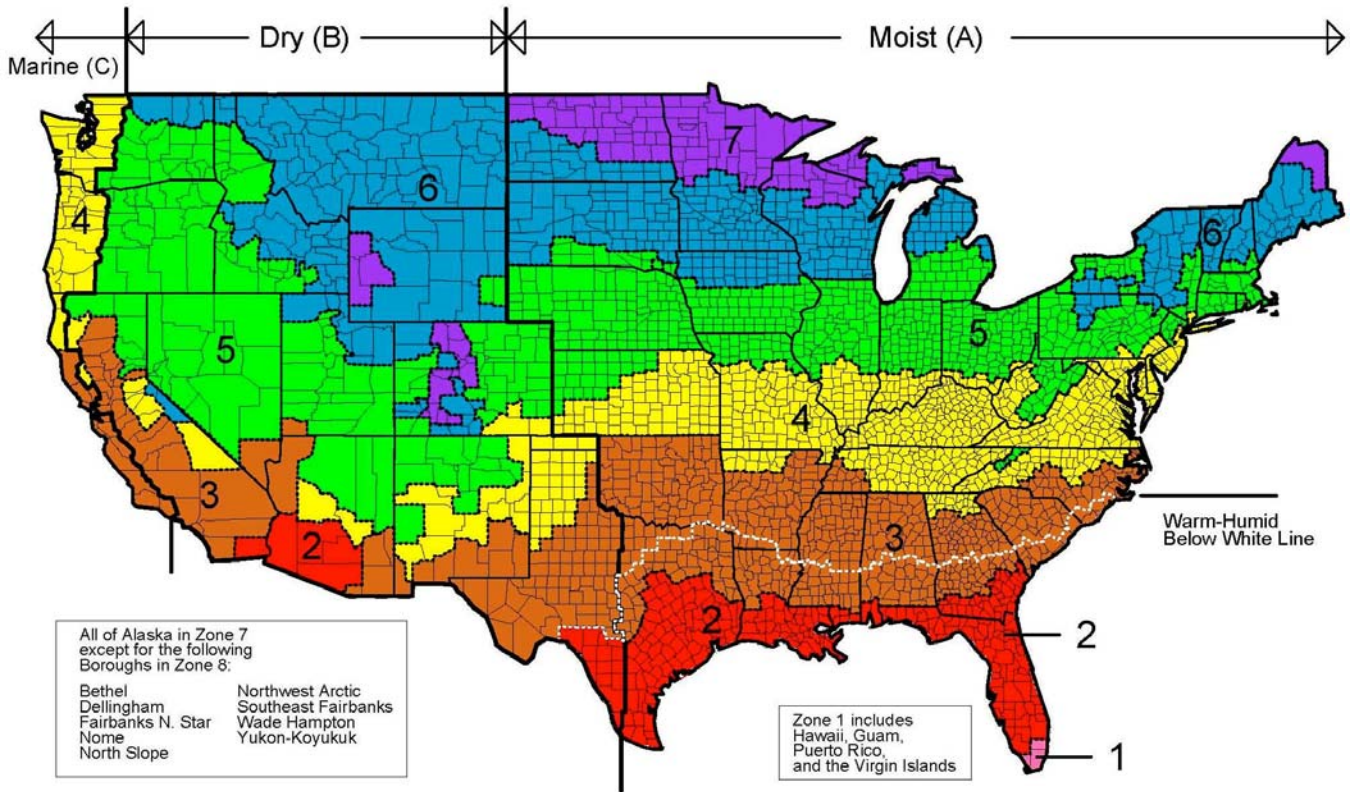 Dry (B)
Moist (A)
Marine (C)
7
6
4
6
5
5
4
3
3
Warm-Humid
Below White Line
2
2
2
1
All of Alaska in Zone 7
except for the following
Boroughs in Zone 8:
Bethel
Dellingham
Fairbanks N. Star
Nome
North Slope
Northwest Arctic
Southeast Fairbanks
Wade Hampton
Yukon-Koyukuk
Zone 1 includes
Hawaii, Guam,
Puerto Rico,
and the Virgin Islands